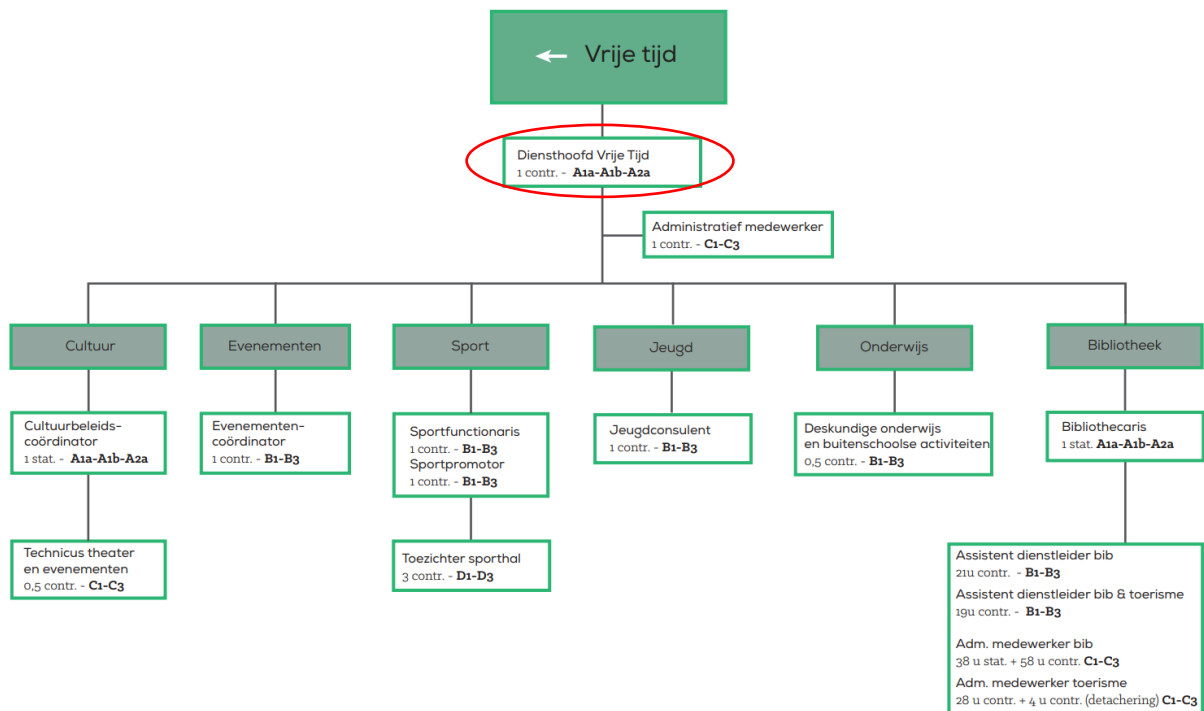 Vrije tijd
Diensthoofd Vrije Tijd
1 contr. - A1a-A1b-A2a
Administratief medewerker
1 contr. - C1-C3
Cultuur
Evenementen
Sport
Jeugd
Onderwijs
Bibliotheek
Cultuurbeleids-
coördinator
1 stat. - A1a-A1b-A2a
Evenementen-
coördinator
1 contr. - B1-B3
Sportfunctionaris
1 contr. - B1-B3
Sportpromotor
1 contr. - B1-B3
Jeugdconsulent
1 contr. - B1-B3
Deskundige onderwijs
en buitenschoolse activiteiten
0,5 contr. - B1-B3
Bibliothecaris
1 stat. A1a-A1b-A2a
Technicus theater
en evenementen
0,5 contr. - C1-C3
Toezichter sporthal
3 contr. - D1-D3
Assistent dienstleider bib
21u contr. - B1-B3
Assistent dienstleider bib & toerisme
19u contr. - B1-B3
Adm. medewerker bib
38 u stat. + 58 u contr. C1-C3
Adm. medewerker toerisme
28 u contr. + 4 u contr. (detachering) C1-C3